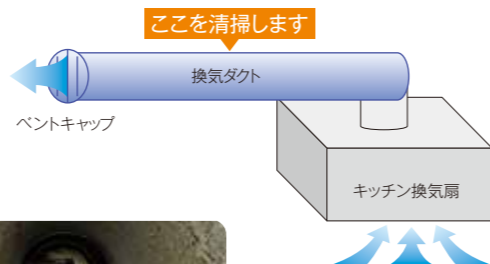 ここを清掃します
換気ダクト
ベントキャップ
キッチン換気扇